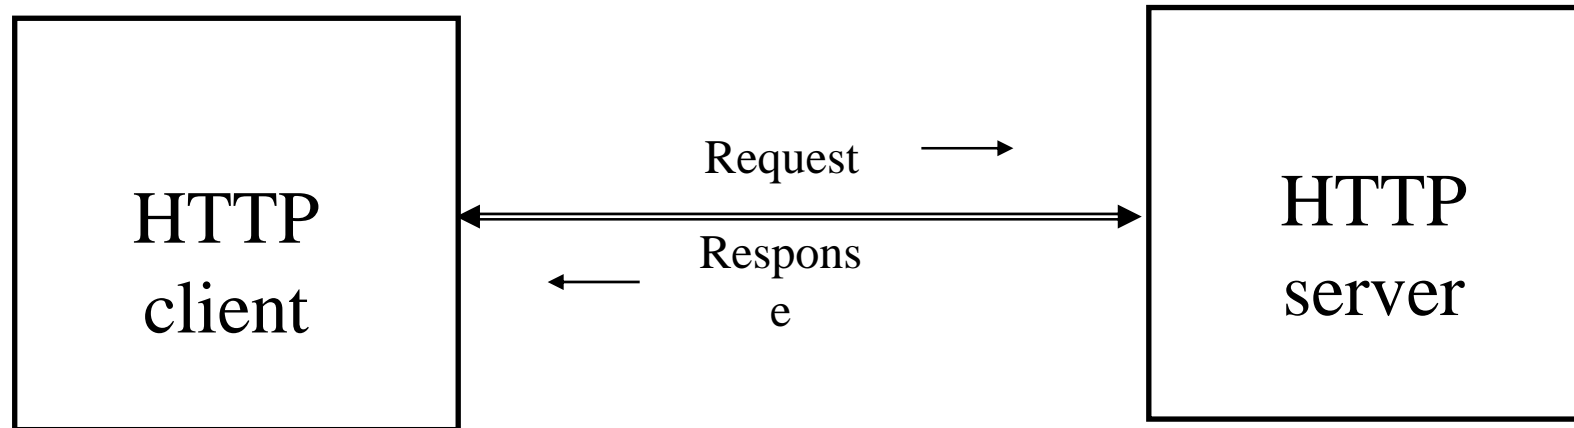 HTTP
client
Request
Respons
e
HTTP
server